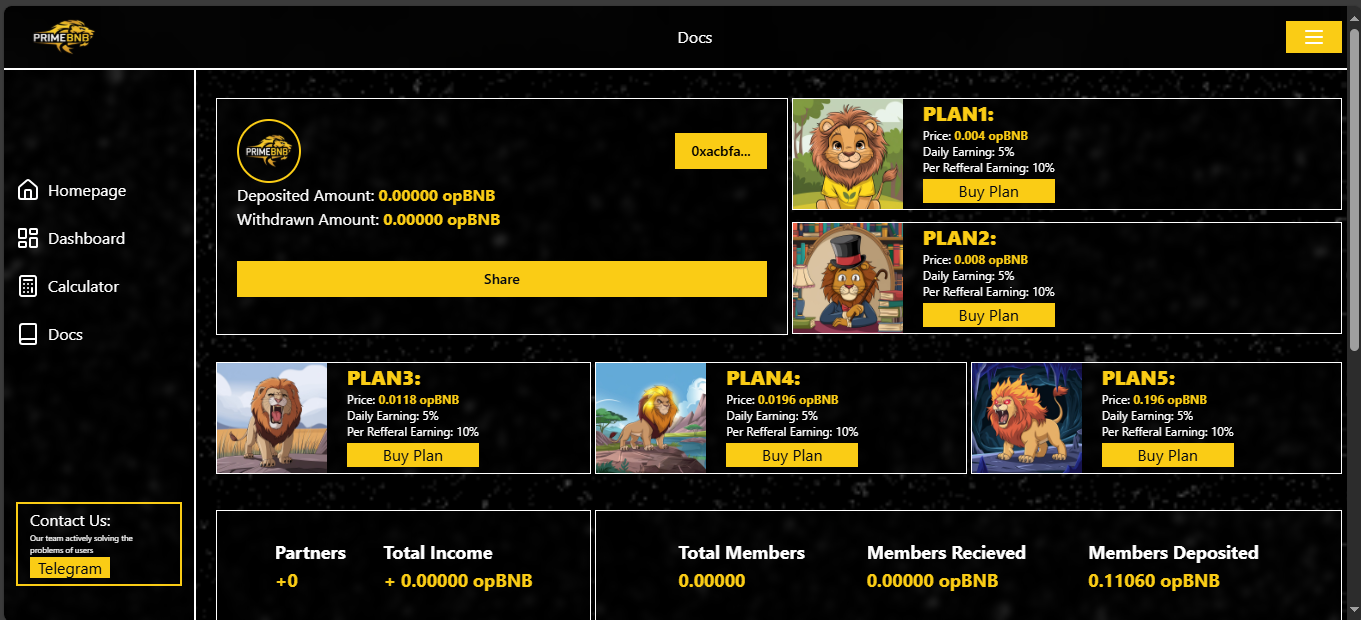 PRIMEBNB
Docs
Homepage
Dashboard
Calculator
Docs
Contact Us:
Our team actively solving the
problems of users
Telegram
PRIMEBNB
0xacbfa...
Deposited Amount: 0.00000 opBNB
Withdrawn Amount: 0.00000 opBNB
Share
PLAN1:
Price: 0.004 opBNB
Daily Earning: 5%
Per Refferal Earning: 10%
Buy Plan
PLAN2:
Price: 0.008 opBNB
Daily Earning: 5%
Per Refferal Earning: 10%
Buy Plan
PLAN3:
Price: 0.0118 opBNB
Daily Earning: 5%
Per Refferal Earning: 10%
Buy Plan
PLAN4:
Price: 0.0196 opBNB
Daily Earning: 5%
Per Refferal Earning: 10%
Buy Plan
PLAN5:
Price: 0.196 opBNB
Daily Earning: 5%
Per Refferal Earning: 10%
Buy Plan
Partners
+0
Total Income
+ 0.00000 opBNB
Total Members
0.00000
Members Recieved
0.00000 opBNB
Members Deposited
0.11060 opBNB